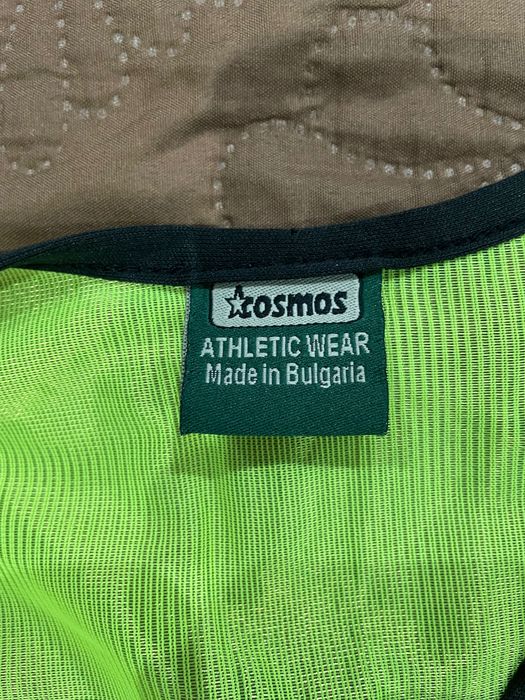 COSMOS
ATHLETIC WEAR
Made in Bulgaria